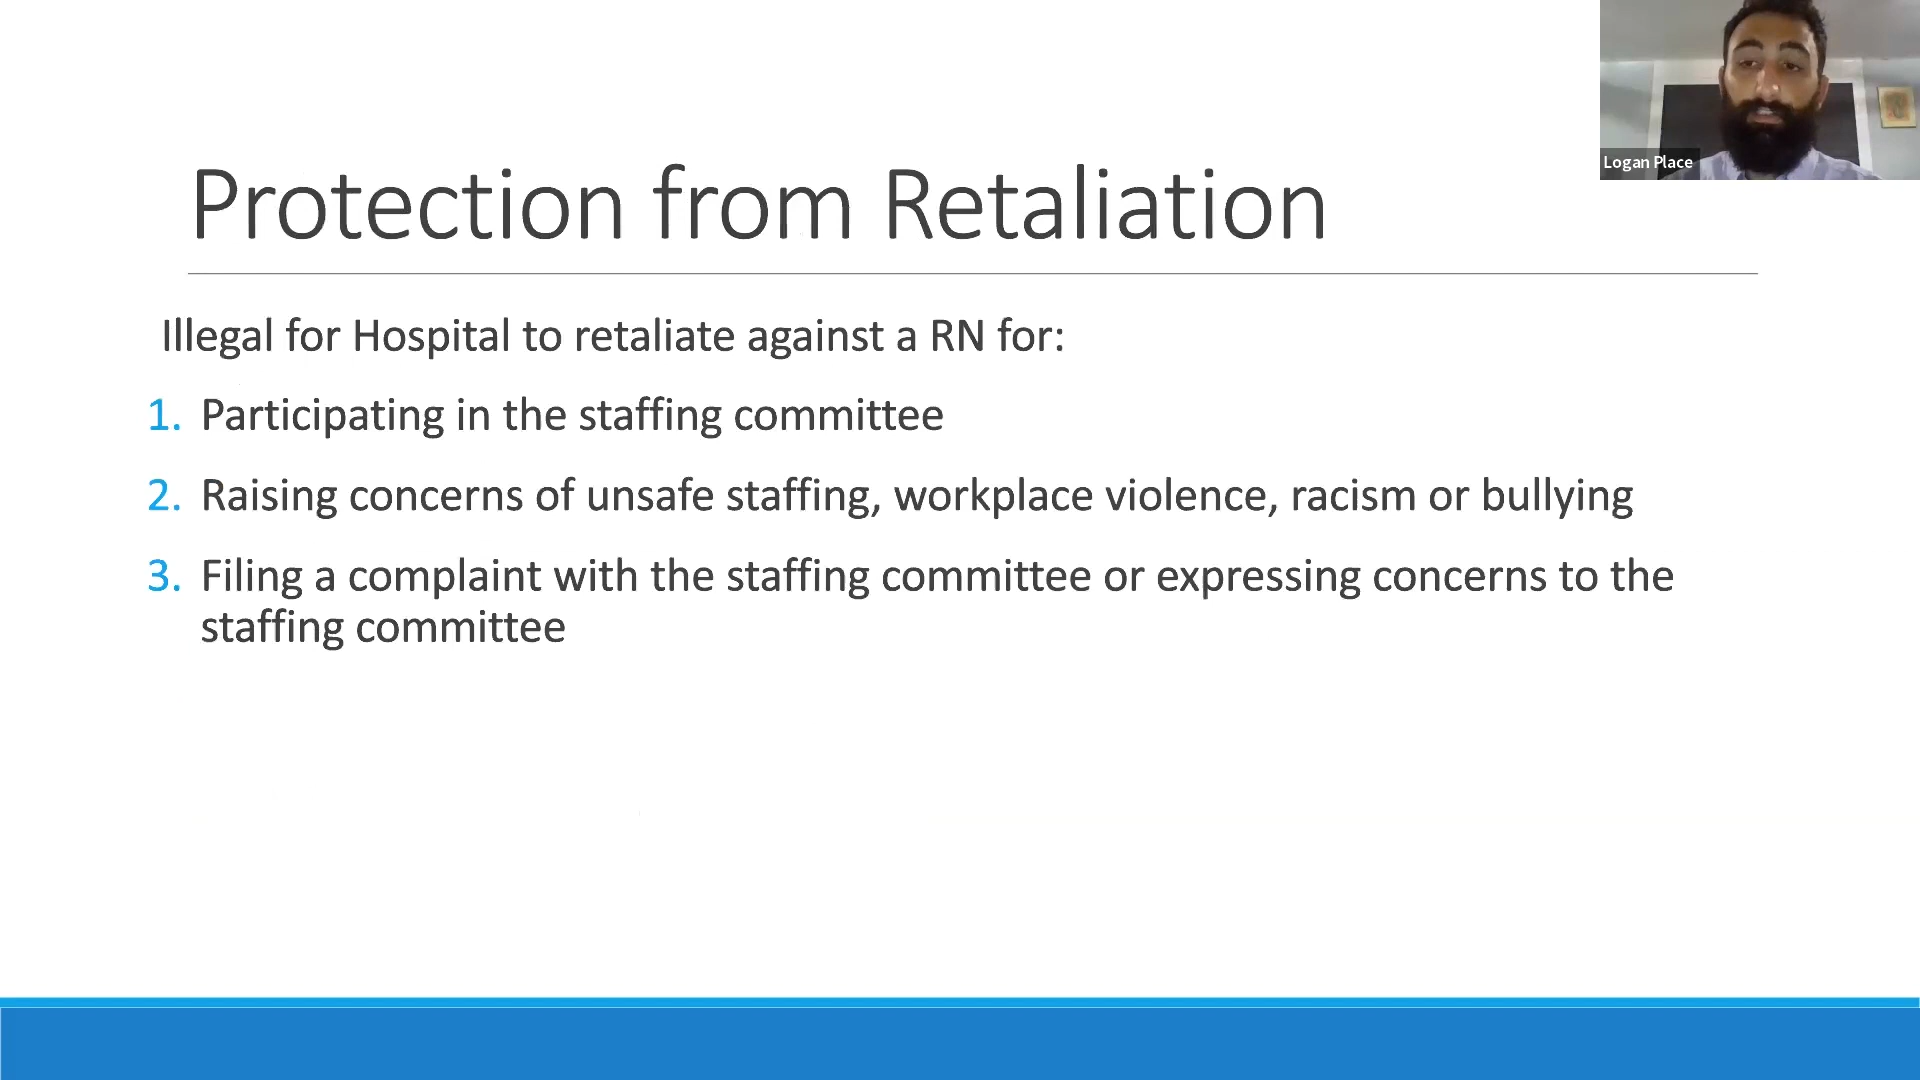 Logan Place
Protection from Retaliation
Illegal for Hospital to retaliate against a RN for:
1. Participating in the staffing committee
2. Raising concerns of unsafe staffing, workplace violence, racism or bullying
3. Filing a complaint with the staffing committee or expressing concerns to the
staffing committee